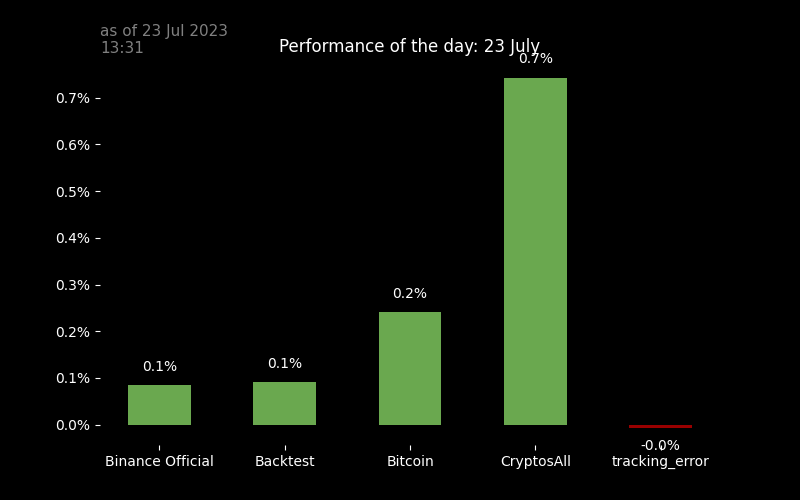 as of 23 Jul 2023
13:31
Performance of the day: 23 July
0.7%
0.7%
0.6%
0.5%
0.4%
0.3%
0.2%
0.1%
0.0%
0.1%
0.1%
0.2%
-0.0%
Binance Official
Backtest
Bitcoin
CryptosAll
tracking_error